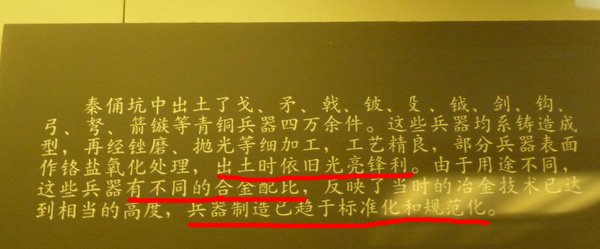 秦俑坑中出土了戈、矛、戟、铍、殳、钺、剑、钩、
弓、弩、箭镞等青铜兵器四万余件。这些兵器均系铸造成
型，再经锉磨、抛光等细加工，工艺精良，部分兵器表面
作铬盐氧化处理，出土时依旧光亮锋利。由于用途不同，
这些兵器有不同的合金配比，反映了当时的冶金技术已达
到相当的高度，兵器制造已趋于标准化和规范化。